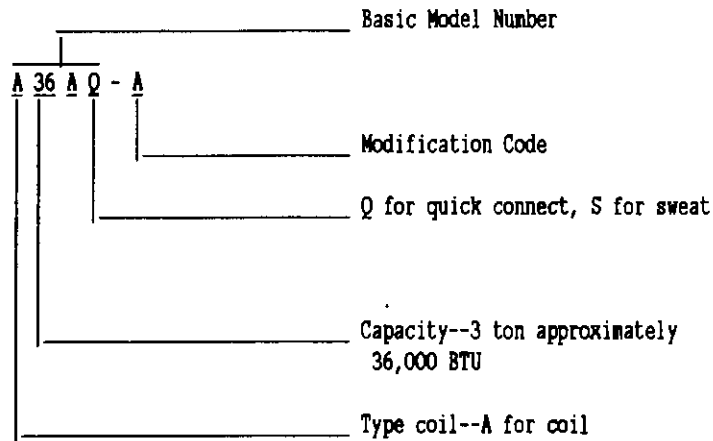 Basic Model Number
A 36 A Q - A
Modification Code
Q for quick connect, S for sweat
Capacity--3 ton approximately
36,000 BTU
Type coil--A for coil